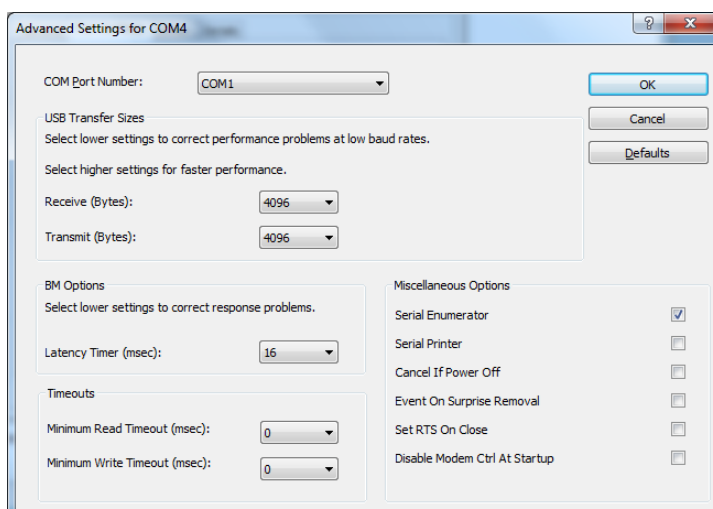 Advanced Settings for COM4
COM Port Number:
COM1
OK
USB Transfer Sizes
Cancel
Select lower settings to correct performance problems at low baud rates.
Defaults
Select higher settings for faster performance.
Receive (Bytes):
4096
Transmit (Bytes):
4096
BM Options
Select lower settings to correct response problems.
Latency Timer (msec):
16
Timeouts
Minimum Read Timeout (msec):
0
Minimum Write Timeout (msec):
0
Miscellaneous Options
Serial Enumerator
Serial Printer
Cancel If Power Off
Event On Surprise Removal
Set RTS On Close
Disable Modem Ctrl At Startup